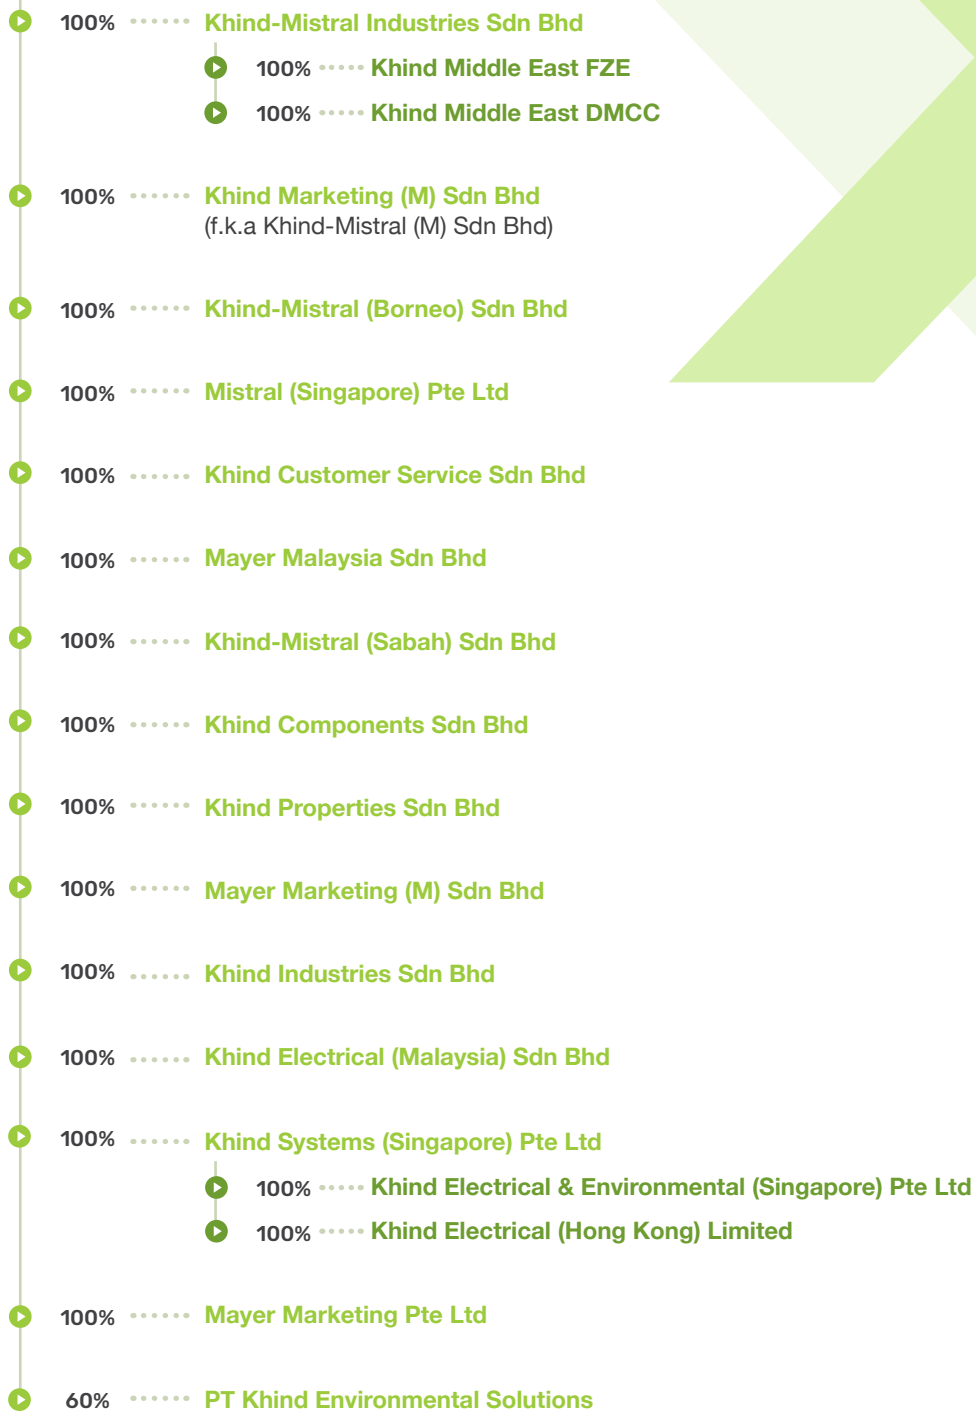 100% Khind-Mistral Industries Sdn Bhd
100% Khind Middle East FZE
100% Khind Middle East DMCC
100% Khind Marketing (M) Sdn Bhd
(f.k.a Khind-Mistral (M) Sdn Bhd)
100% Khind-Mistral (Borneo) Sdn Bhd
100% Mistral (Singapore) Pte Ltd
100% Khind Customer Service Sdn Bhd
100% Mayer Malaysia Sdn Bhd
100% Khind-Mistral (Sabah) Sdn Bhd
100% Khind Components Sdn Bhd
100% Khind Properties Sdn Bhd
100% Mayer Marketing (M) Sdn Bhd
100% Khind Industries Sdn Bhd
100% Khind Electrical (Malaysia) Sdn Bhd
100% Khind Systems (Singapore) Pte Ltd
100% Khind Electrical & Environmental (Singapore) Pte Ltd
100% Khind Electrical (Hong Kong) Limited
100% Mayer Marketing Pte Ltd
60% PT Khind Environmental Solutions